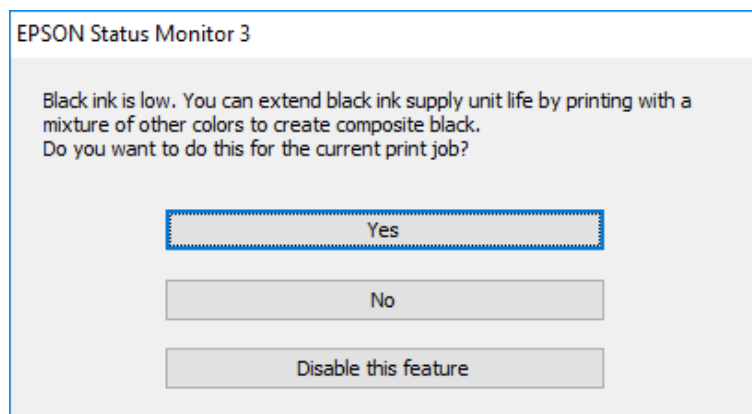 EPSON Status Monitor 3
Black ink is low. You can extend black ink supply unit life by printing with a
mixture of other colors to create composite black.
Do you want to do this for the current print job?
Yes
No
Disable this feature